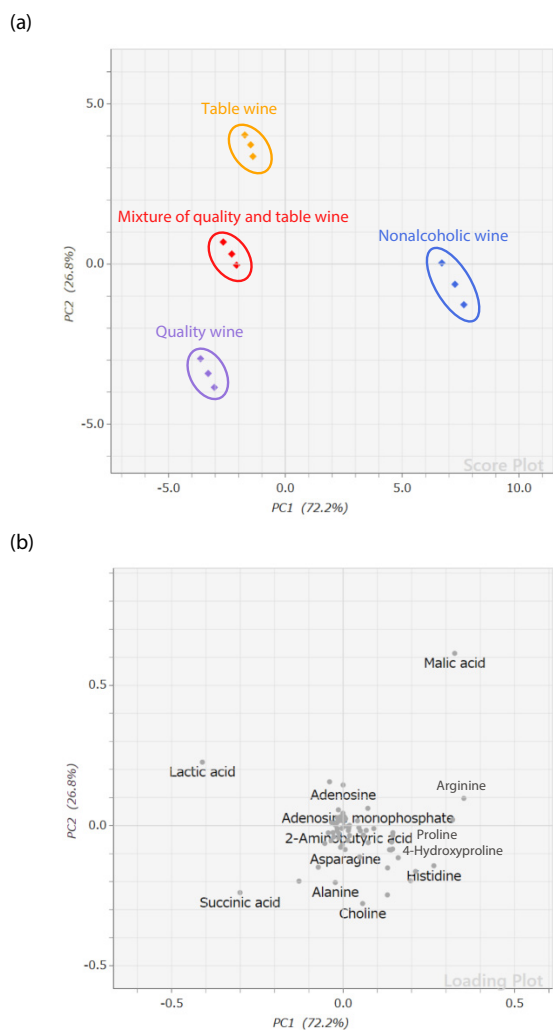 (a)
Table wine
5.0
Mixture of quality and table wine
Nonalcoholic wine
0.0
PC2 (26.8%)
Quality wine
-5.0
Score Plot
-5.0 0.0 5.0 10.0
PC1 (72.2%)
(b)
Malic acid
0.5
Lactic acid
Arginine
Adenosine
PC2 (26.8%)
Adenosine monophosphate
0.0
2-Aminobutyric acid
Proline
4-Hydroxyproline
Asparagine
Histidine
Alanine
Succinic acid
Choline
-0.5
Loading Plot
-0.5 0.0 0.5
PC1 (72.2%)